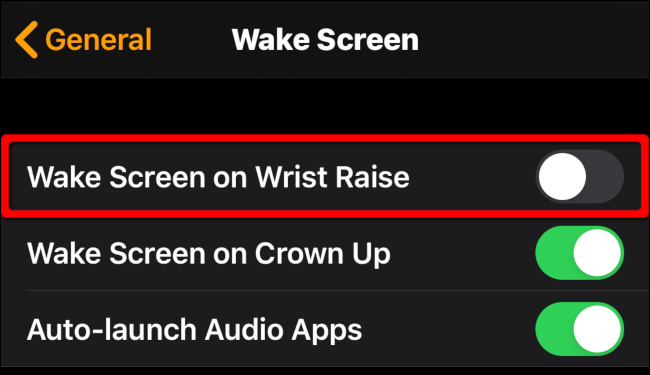 General
Wake Screen
Wake Screen on Wrist Raise
Wake Screen on Crown Up
Auto-launch Audio Apps